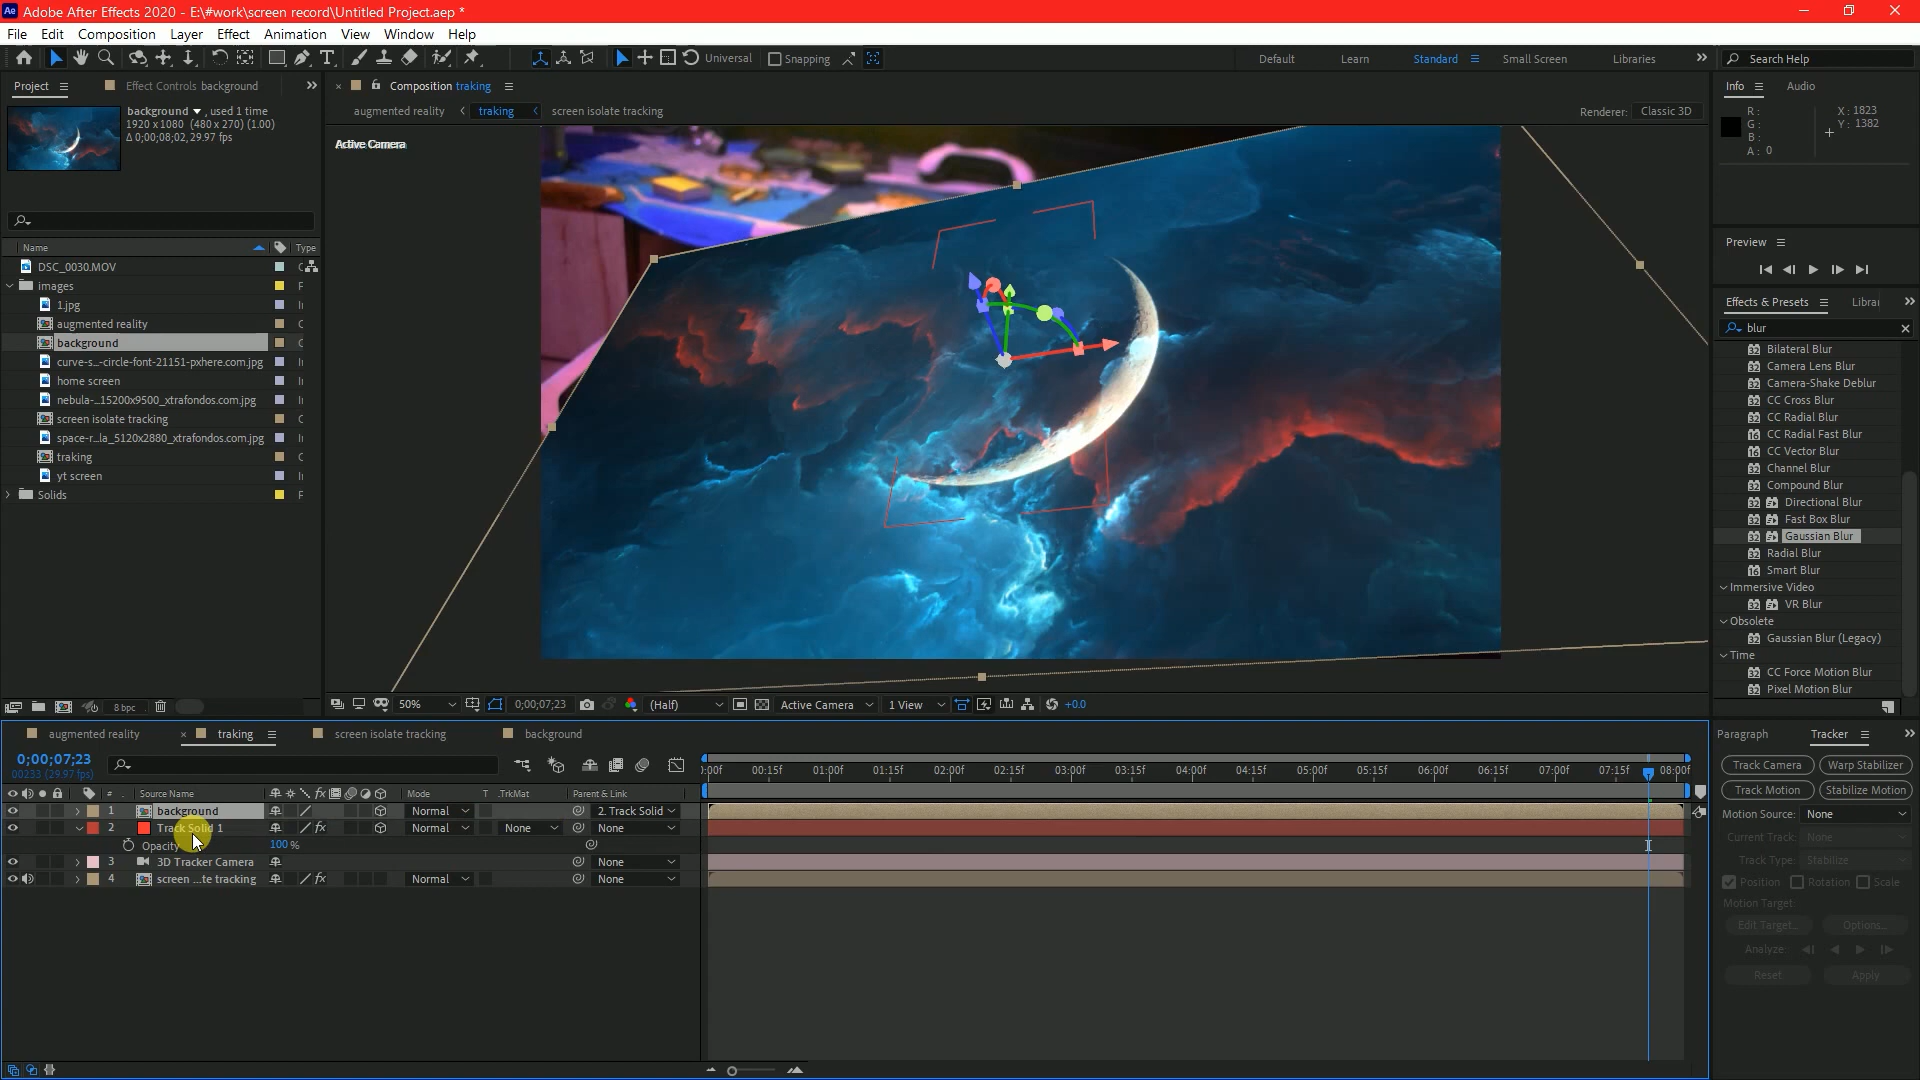 Adobe After Effects 2020 - E:\#work\screen record\Untitled Project.aep *
File Edit Composition Layer Effect Animation View Window Help
Universal Snapping Default Learn Standard Small Screen Libraries Search Help
Project Effect Controls background
Composition traking
Info Audio
background , used 1 time
1920 x 1080 (480 x 270) (1.00)
Δ 0;00;08;02, 29.97 fps
augmented reality traking screen isolate tracking
Renderer: Classic 3D
R:
G:
B:
A: 0
X: 1823
Y: 1382
Active Camera
Name Type
DSC_0030.MOV
images
1.jpg
augmented reality
background
curve-s...-circle-font-21151-pxhere.com.jpg
home screen
nebula-...15200x9500_xtrafondos.com.jpg
screen isolate tracking
space-r...la_5120x2880_xtrafondos.com.jpg
traking
yt screen
Solids
8 bpc
Preview
Effects & Presets Librai
blur
Bilateral Blur
Camera Lens Blur
Camera-Shake Deblur
CC Cross Blur
CC Radial Blur
CC Radial Fast Blur
CC Vector Blur
Channel Blur
Compound Blur
Directional Blur
Fast Box Blur
Gaussian Blur
Radial Blur
Smart Blur
Immersive Video
VR Blur
Obsolete
Gaussian Blur (Legacy)
Time
CC Force Motion Blur
Pixel Motion Blur
50% 0;00;07;23 (Half) Active Camera 1 View +0.0
augmented reality traking screen isolate tracking background
0;00;07;23
00233 (29.97 fps)
:00f 00:15f 01:00f 01:15f 02:00f 02:15f 03:00f 03:15f 04:00f 04:15f 05:00f 05:15f 06:00f 06:15f 07:00f 07:15f 08:00f
# Source Name Mode T .TrkMat Parent & Link
1 background Normal 2. Track Solid
2 Track Solid 1 Normal None None
Opacity 100 %
3 3D Tracker Camera None
4 screen ...te tracking Normal None
Paragraph Tracker
Track Camera Warp Stabilizer
Track Motion Stabilize Motion
Motion Source: None
Current Track: None
Track Type: Stabilize
Position Rotation Scale
Motion Target:
Edit Target... Options...
Analyze:
Reset Apply